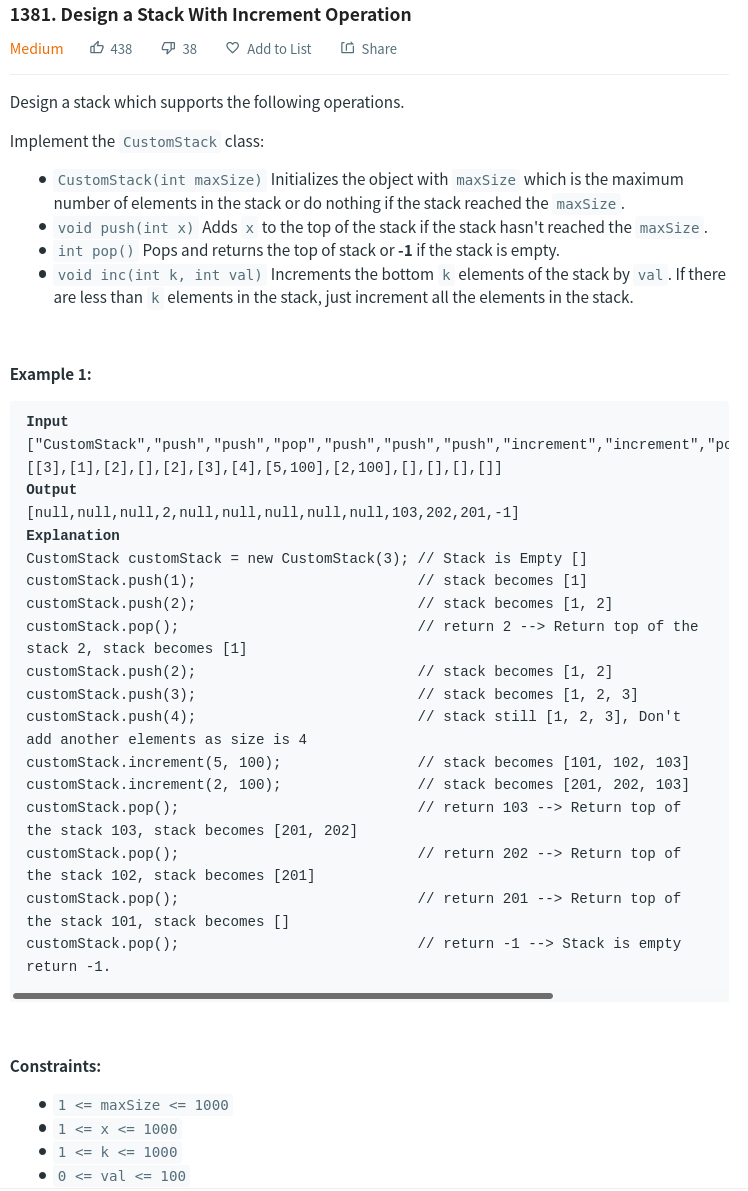 1381. Design a Stack With Increment Operation
Medium 438 38 Add to List Share
Design a stack which supports the following operations.
Implement the CustomStack class:
• CustomStack(int maxSize) Initializes the object with maxSize which is the maximum
number of elements in the stack or do nothing if the stack reached the maxSize.
• void push(int x) Adds x to the top of the stack if the stack hasn't reached the maxSize.
• int pop() Pops and returns the top of stack or -1 if the stack is empty.
• void inc(int k, int val) Increments the bottom k elements of the stack by val. If there
are less than k elements in the stack, just increment all the elements in the stack.
Example 1:
Input
["CustomStack","push","push","pop","push","push","push","increment","increment","po
[[3],[1],[2],[],[2],[3],[4],[5,100],[2,100],[],[],[],[]]
Output
[null,null,null,2,null,null,null,null,null,103,202,201,-1]
Explanation
CustomStack customStack = new CustomStack(3); // Stack is Empty []
customStack.push(1); // stack becomes [1]
customStack.push(2); // stack becomes [1, 2]
customStack.pop(); // return 2 --> Return top of the
stack 2, stack becomes [1]
customStack.push(2); // stack becomes [1, 2]
customStack.push(3); // stack becomes [1, 2, 3]
customStack.push(4); // stack still [1, 2, 3], Don't
add another elements as size is 4
customStack.increment(5, 100); // stack becomes [101, 102, 103]
customStack.increment(2, 100); // stack becomes [201, 202, 103]
customStack.pop(); // return 103 --> Return top of
the stack 103, stack becomes [201, 202]
customStack.pop(); // return 202 --> Return top of
the stack 102, stack becomes [201]
customStack.pop(); // return 201 --> Return top of
the stack 101, stack becomes []
customStack.pop(); // return -1 --> Stack is empty
return -1.
Constraints:
• 1 <= maxSize <= 1000
• 1 <= x <= 1000
• 1 <= k <= 1000
• 0 <= val <= 100